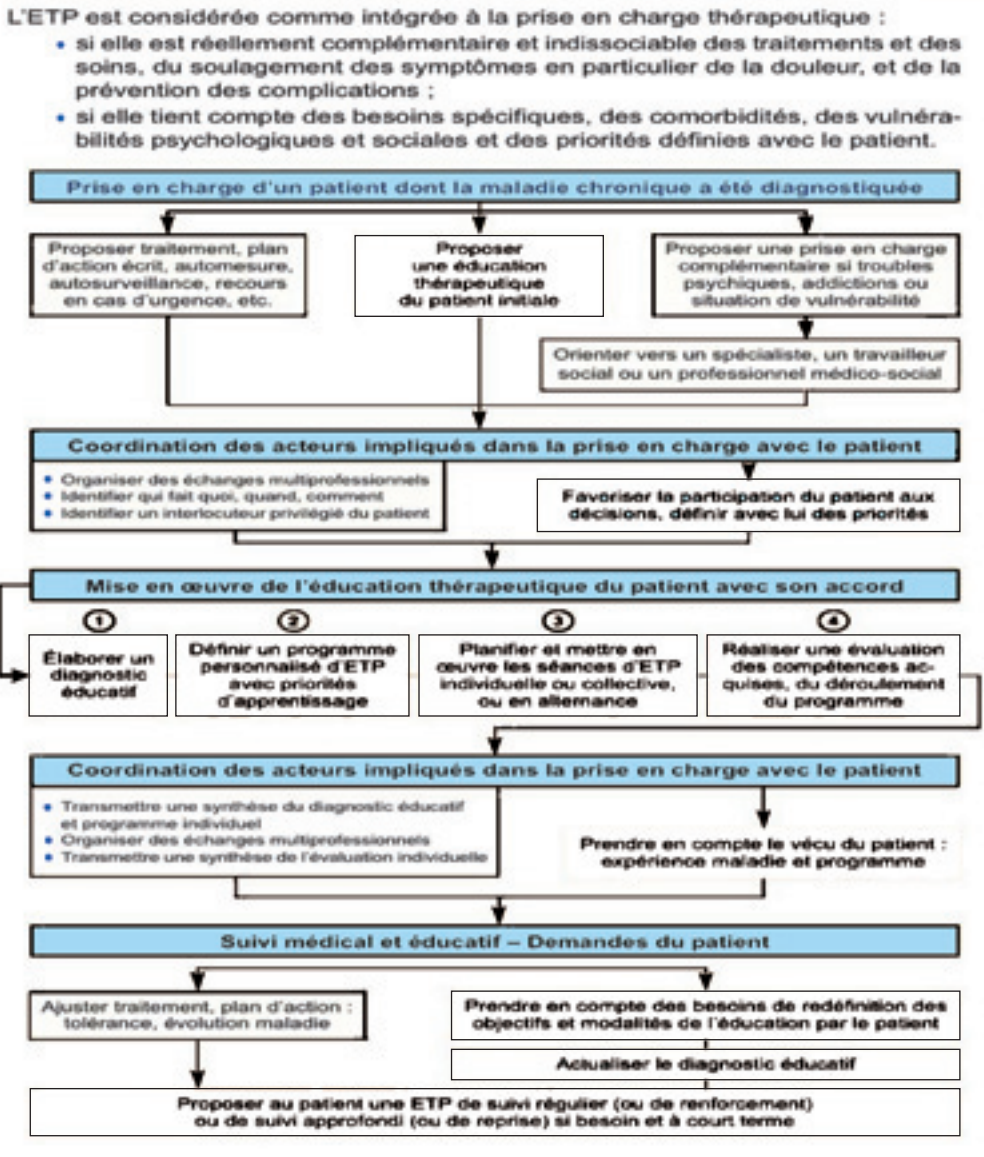 L'ETP est considérée comme intégrée à la prise en charge thérapeutique :
• si elle est réellement complémentaire et indissociable des traitements et des
soins, du soulagement des symptômes en particulier de la douleur, et de la
prévention des complications ;
• si elle tient compte des besoins spécifiques, des comorbidités, des vulnéra-
bilités psychologiques et sociales et des priorités définies avec le patient.
Prise en charge d'un patient dont la maladie chronique a été diagnostiquée
Proposer traitement, plan
d'action écrit, automesure,
autosurveillance, recours
en cas d'urgence, etc.
Proposer
une éducation
thérapeutique
du patient initiale
Proposer une prise en charge
complémentaire si troubles
psychiques, addictions ou
situation de vulnérabilité
Orienter vers un spécialiste, un travailleur
social ou un professionnel médico-social
Coordination des acteurs impliqués dans la prise en charge avec le patient
• Organiser des échanges multiprofessionnels
• Identifier qui fait quoi, quand, comment
• Identifier un interlocuteur privilégié du patient
Favoriser la participation du patient aux
décisions, définir avec lui des priorités
Mise en œuvre de l'éducation thérapeutique du patient avec son accord
1
Élaborer un
diagnostic
éducatif
2
Définir un programme
personnalisé d'ETP
avec priorités
d'apprentissage
3
Planifier et mettre en
œuvre les séances d'ETP
individuelle ou collective,
ou en alternance
4
Réaliser une évaluation
des compétences ac-
quises, du déroulement
du programme
Coordination des acteurs impliqués dans la prise en charge avec le patient
• Transmettre une synthèse du diagnostic éducatif
et programme individuel
• Organiser des échanges multiprofessionnels
• Transmettre une synthèse de l'évaluation individuelle
Prendre en compte le vécu du patient :
expérience maladie et programme
Suivi médical et éducatif – Demandes du patient
Ajuster traitement, plan d'action :
tolérance, évolution maladie
Prendre en compte des besoins de redéfinition des
objectifs et modalités de l'éducation par le patient
Actualiser le diagnostic éducatif
Proposer au patient une ETP de suivi régulier (ou de renforcement)
ou de suivi approfondi (ou de reprise) si besoin et à court terme